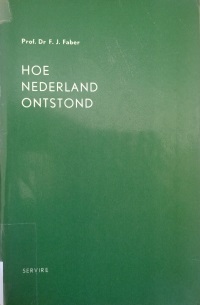 Prof. Dr F. J. Faber
HOE
NEDERLAND
ONTSTOND
SERVIRE